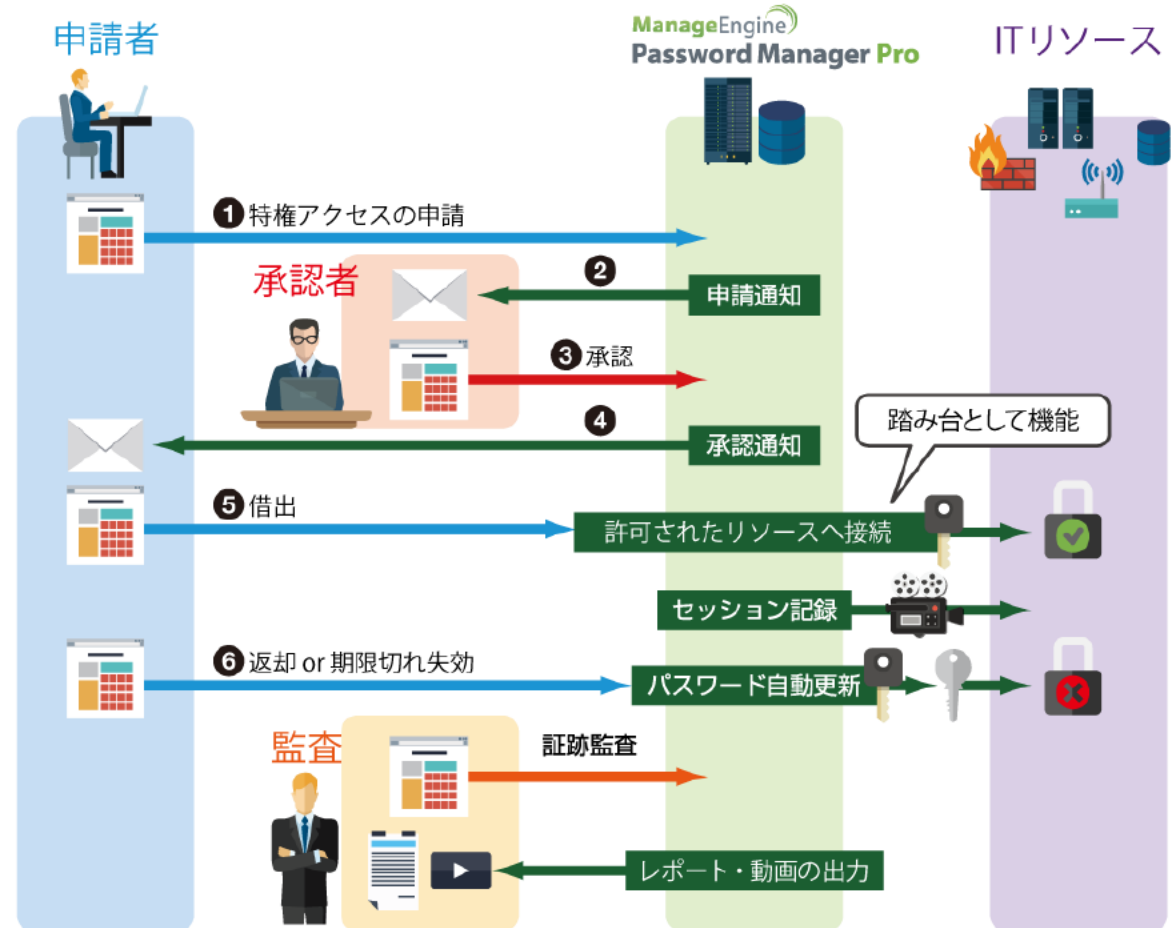 申請者
ManageEngine
Password Manager Pro
ITリソース
❶特権アクセスの申請
承認者
❷
申請通知
❸承認
❹
承認通知
踏み台として機能
❺借出
許可されたリソースへ接続
セッション記録
❻返却 or 期限切れ失効
パスワード自動更新
監査
証跡監査
レポート・動画の出力